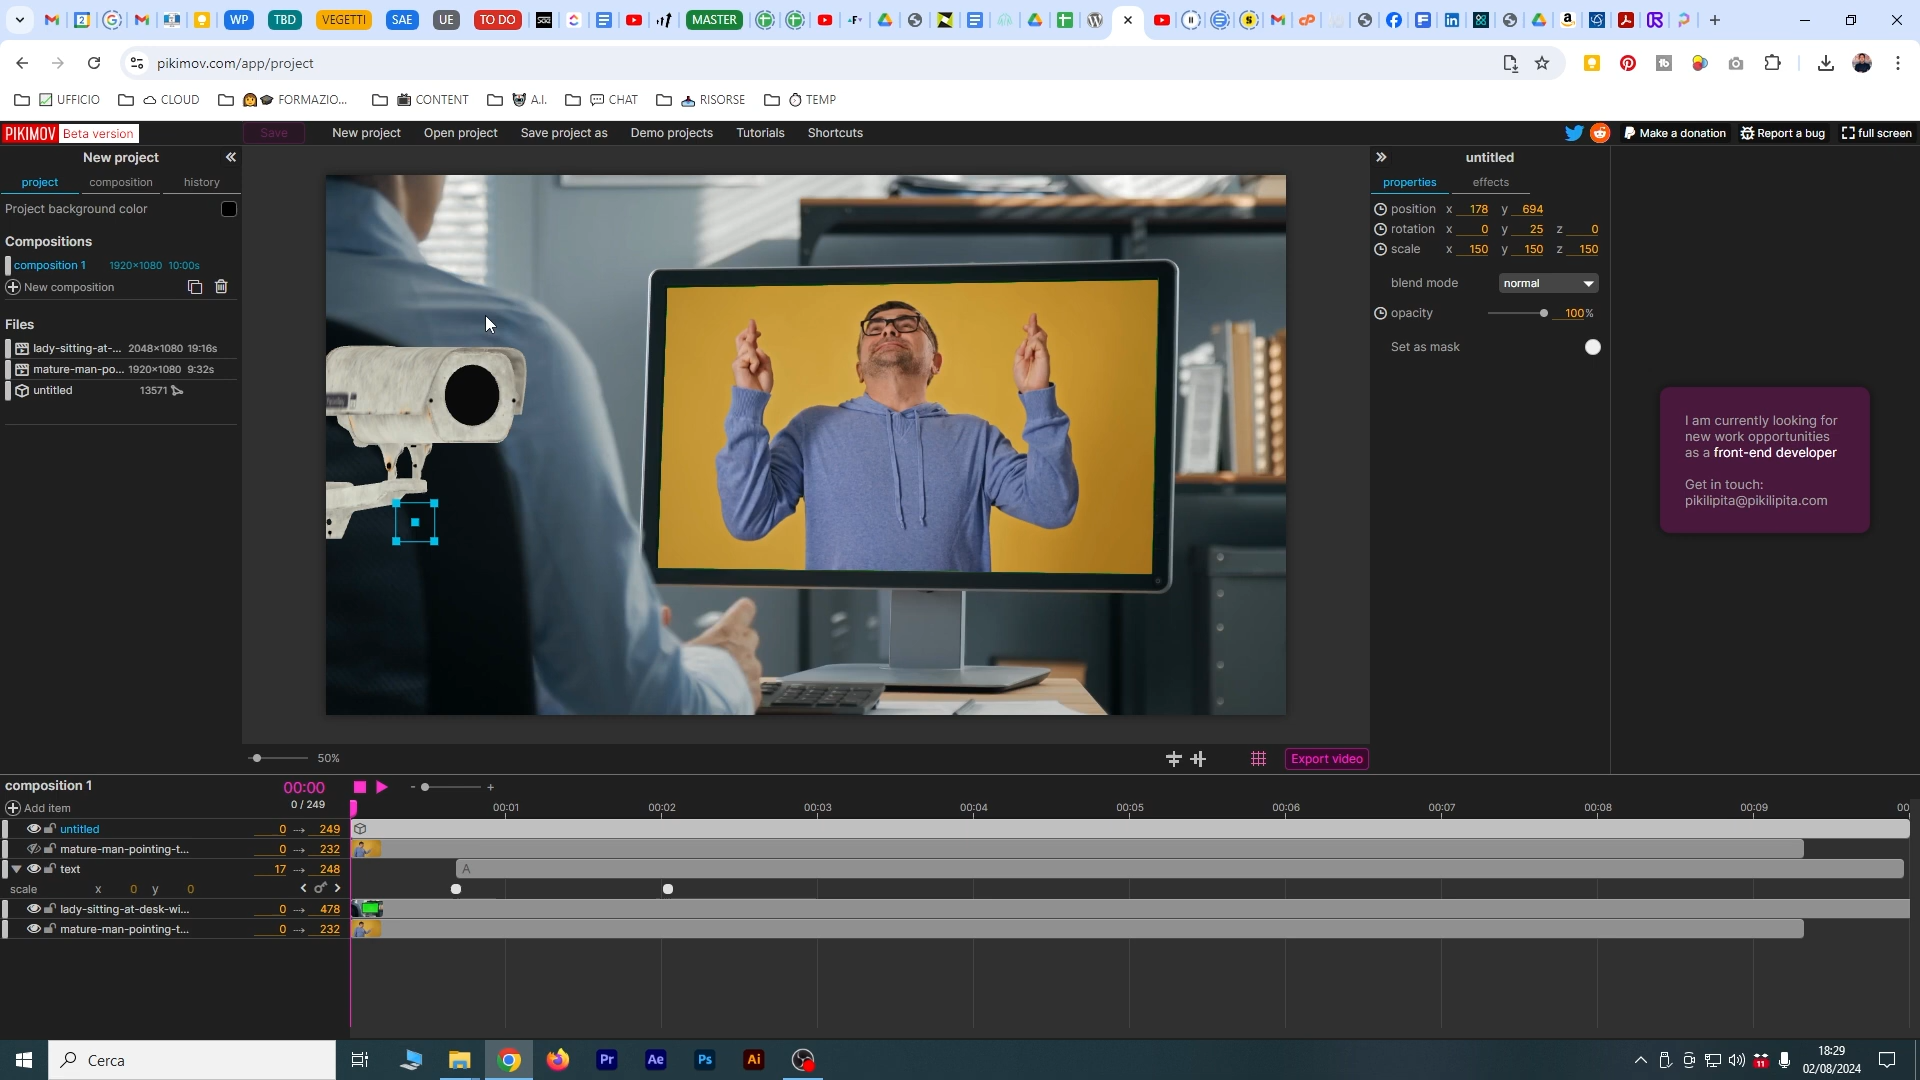 WP
TBD
VEGETTI
SAE
UE
TO DO
MASTER
pikimov.com/app/project
UFFICIO
CLOUD
FORMAZIO...
CONTENT
A.I.
CHAT
RISORSE
TEMP
PIKIMOV Beta version
Save
New project
Open project
Save project as
Demo projects
Tutorials
Shortcuts
Make a donation
Report a bug
full screen
New project
project composition history
Project background color
Compositions
composition 1 1920×1080 10:00s
New composition
Files
lady-sitting-at-... 2048×1080 19:16s
mature-man-po... 1920×1080 9:32s
untitled 13571
untitled
properties effects
position x 178 y 694
rotation x 0 y 25 z 0
scale x 150 y 150 z 150
blend mode normal
opacity 100%
Set as mask
I am currently looking for
new work opportunities
as a front-end developer
Get in touch:
pikilipita@pikilipita.com
50%
Export video
composition 1 00:00 - +
Add item 0 / 249
00:01 00:02 00:03 00:04 00:05 00:06 00:07 00:08 00:09 00
untitled 0 → 249
mature-man-pointing-t... 0 → 232
text 17 → 248 A
scale x 0 y 0
lady-sitting-at-desk-wi... 0 → 478
mature-man-pointing-t... 0 → 232
Cerca
Pr
Ae
Ps
Ai
11
18:29
02/08/2024